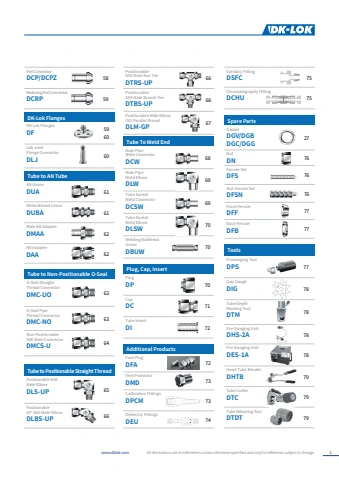 DK-LOK
Port Connector
DCP/DCPZ 58
Reducing Port Connector
DCRP 59
DK-Lok Flanges
DK-Lok Flanges
DF 59
60
Lab Joint
Flange Connector
DLJ 60
Tube to AN Tube
AN Union
DUA 61
AN Bulkhead Union
DUBA 61
Male AN Adapter
DMAA 62
AN Adapter
DAA 62
Tube to Non-Positionable O-Seal
O-Seal Straight
Thread Connector
DMC-UO 63
O-Seal Pipe
Thread Connector
DMC-NO 63
Non-Positionable
SAE Male Connector
DMCS-U 64
Tube to Positionable Straight Thread
Positionable SAE
Male Elbow
DLS-UP 65
Positionable
45° SAE Male Elbow
DLBS-UP 66
Positionable
SAE Male Run Tee
DTRS-UP 66
Positionable
SAE Male Branch Tee
DTBS-UP 66
Positionable Male Elbow
ISO Parallel thread
DLM-GP 67
Tube To Weld End
Male Pipe
Weld Connector
DCW 68
Male Pipe
Weld Elbow
DLW 68
Tube Socket
Weld Connector
DCSW 69
Tube Socket
Weld Elbow
DLSW 70
Welding Bulkhead
Union
DBUW 70
Plug, Cap, Insert
Plug
DP 70
Cap
DC 71
Tube Insert
DI 72
Additional Products
Face Plug
DFA 72
Vent Protector
DMD 73
Calibration Fittings
DPCM 73
Dielectric Fittings
DEU 74
Sanitary Fitting
DSFC 75
Chromatography Fitting
DCHU 75
Spare Parts
Gasket
DGV/DGB
DGC/DGG 27
Nut
DN 76
Ferrule Set
DFS 76
Nut-Ferrule Set
DFSN 76
Front Ferrule
DFF 77
Back Ferrule
DFB 77
Tools
Preswaging Tool
DPS 77
Gap Gauge
DIG 78
Tube Depth
Marking Tool
DTM 78
Pre-Swaging Unit
DHS-2A 78
Pre-Swaging Unit
DES-1A 78
Hand Tube Bender
DHTB 79
Tube Cutter
DTC 79
Tube Deburring Tool
DTDT 79
www.dklok.com All dimensions are in millimeters unless otherwise specified and only for reference subject to change 3